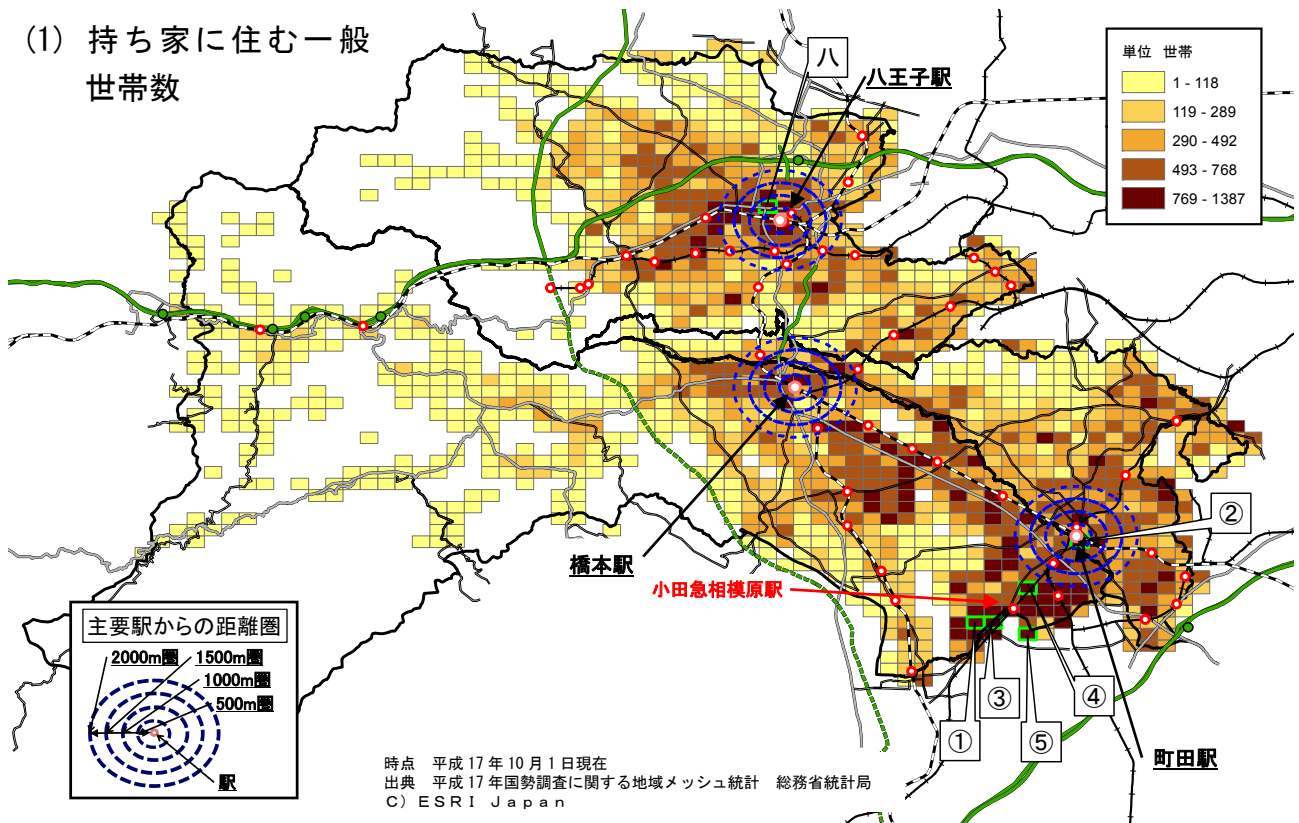 (1) 持ち家に住む一般
世帯数
八
八王子駅
単位 世帯
1 - 118
119 - 289
290 - 492
493 - 768
769 - 1387
②
橋本駅
小田急相模原駅
主要駅からの距離圏
2000m圏
1500m圏
1000m圏
500m圏
駅
③
④
①
⑤
町田駅
時点 平成17年10月1日現在
出典 平成17年国勢調査に関する地域メッシュ統計 総務省統計局
C) ESRI Japan